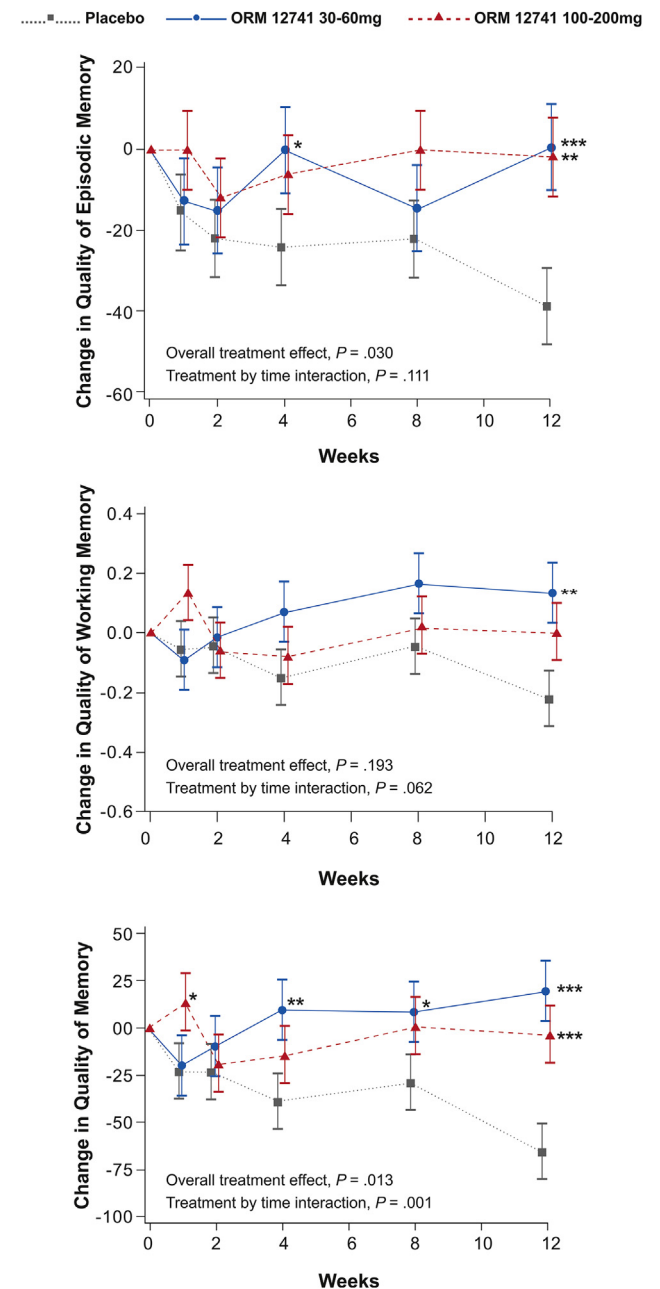 Placebo ORM 12741 30-60mg ORM 12741 100-200mg
Change in Quality of Episodic Memory
20
0
-20
-40
-60
*
***
**
Overall treatment effect, P = .030
Treatment by time interaction, P = .111
0 2 4 6 8 10 12
Weeks
Change in Quality of Working Memory
0.4
0.2
0.0
-0.2
-0.4
-0.6
**
Overall treatment effect, P = .193
Treatment by time interaction, P = .062
0 2 4 6 8 10 12
Weeks
Change in Quality of Memory
50
25
00
-25
-50
-75
-100
*
**
*
***
***
Overall treatment effect, P = .013
Treatment by time interaction, P = .001
0 2 4 6 8 10 12
Weeks